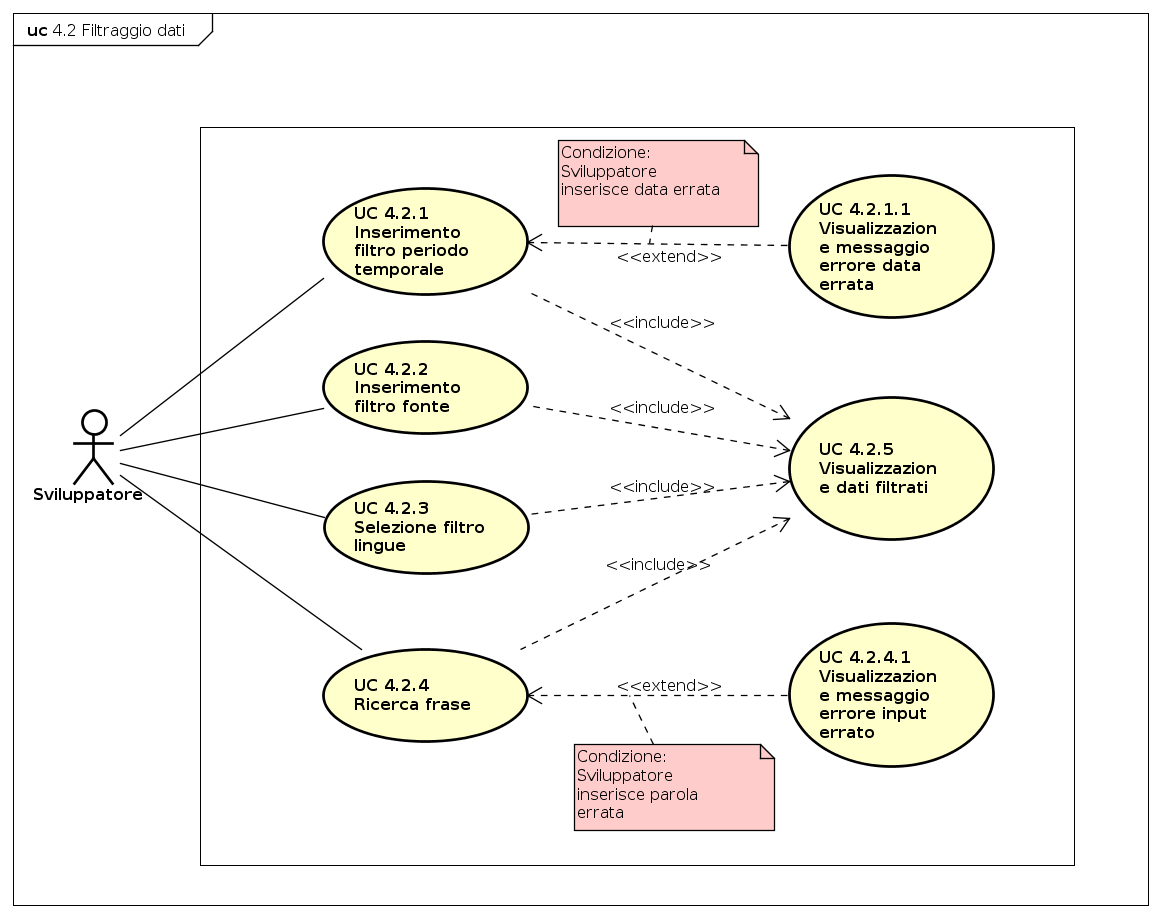 uc 4.2 Filtraggio dati
Condizione:
Sviluppatore
inserisce data errata
UC 4.2.1
Inserimento
filtro periodo
temporale
UC 4.2.1.1
Visualizzazion
e messaggio
errore data
errata
<<extend>>
<<include>>
UC 4.2.2
Inserimento
filtro fonte
<<include>>
Sviluppatore
UC 4.2.5
Visualizzazion
e dati filtrati
<<include>>
UC 4.2.3
Selezione filtro
lingue
<<include>>
UC 4.2.4
Ricerca frase
<<extend>>
UC 4.2.4.1
Visualizzazion
e messaggio
errore input
errato
Condizione:
Sviluppatore
inserisce parola
errata